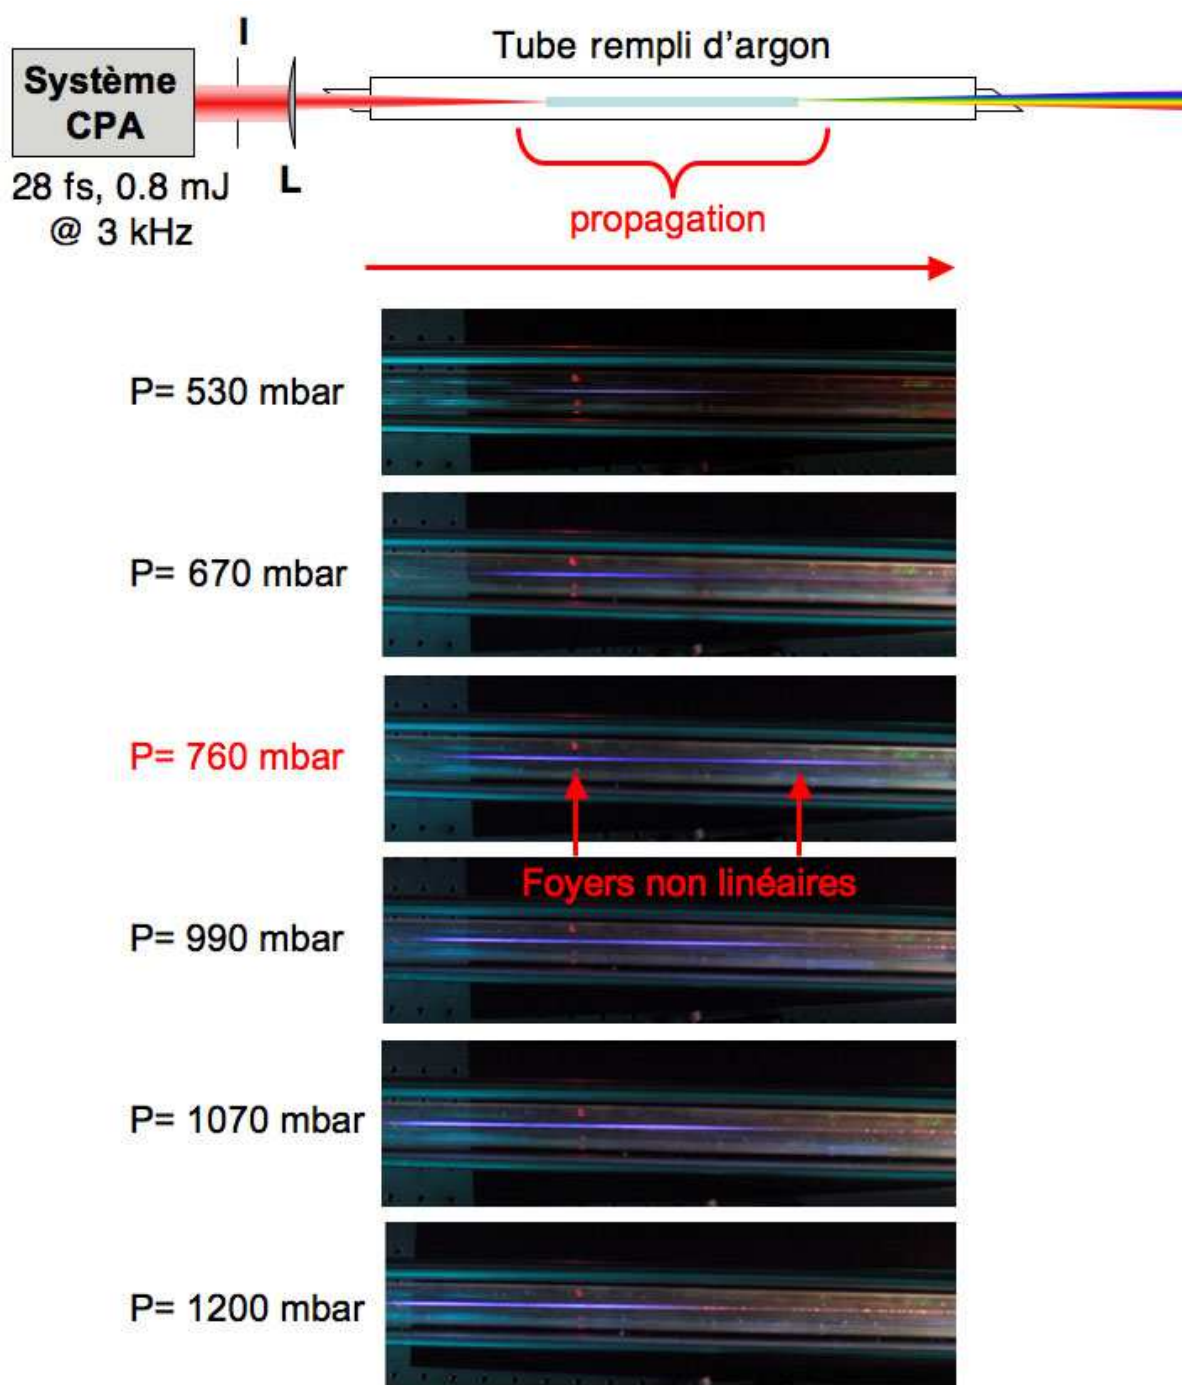 I
Tube rempli d'argon
Système
CPA
28 fs, 0.8 mJ
@ 3 kHz
L
propagation
P= 530 mbar
P= 670 mbar
P= 760 mbar
Foyers non linéaires
P= 990 mbar
P= 1070 mbar
P= 1200 mbar